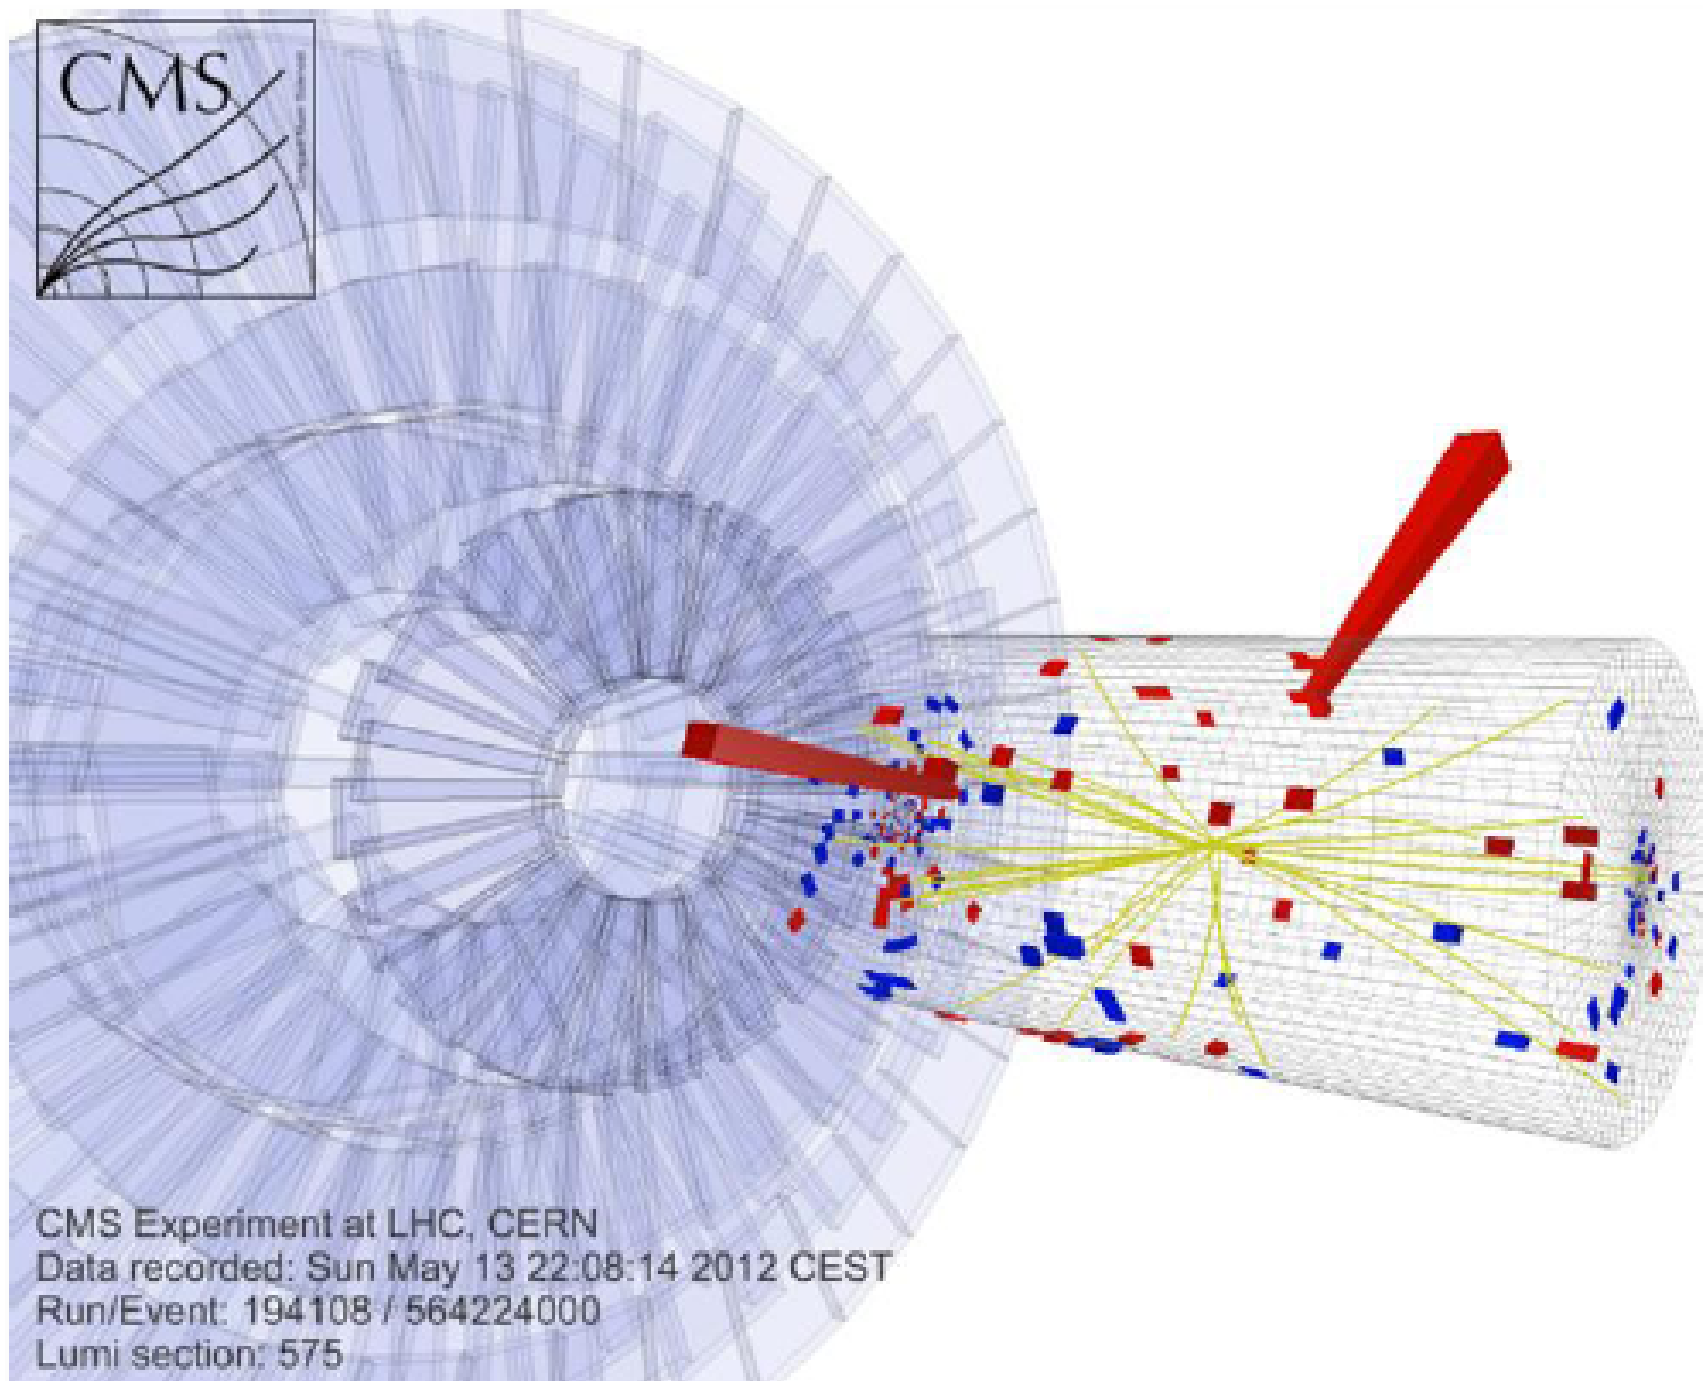 CMS
CMS Experiment at LHC, CERN
Data recorded: Sun May 13 22:08:14 2012 CEST
Run/Event: 194108 / 564224000
Lumi section: 575